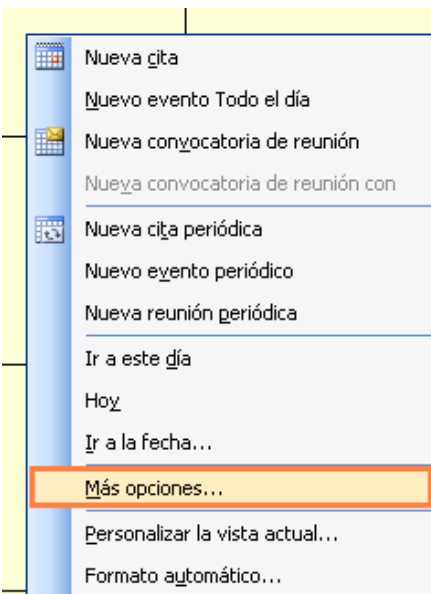 Nueva cita
Nuevo evento Todo el día
Nueva convocatoria de reunión
Nueva convocatoria de reunión con
Nueva cita periódica
Nuevo evento periódico
Nueva reunión periódica
Ir a este día
Hoy
Ir a la fecha...
Más opciones...
Personalizar la vista actual...
Formato automático...